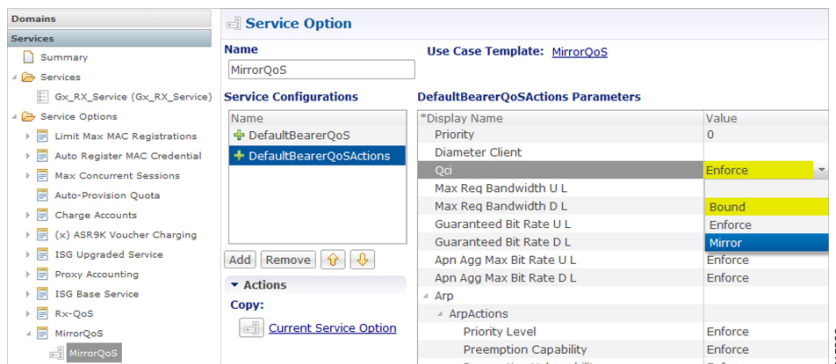 Domains
Services
Summary
Services
Gx_RX_Service (Gx_RX_Service)
Service Options
Limit Max MAC Registrations
Auto Register MAC Credential
Max Concurrent Sessions
Auto-Provision Quota
Charge Accounts
(x) ASR9K Voucher Charging
ISG Upgraded Service
Proxy Accounting
ISG Base Service
Rx-QoS
MirrorQoS
MirrorQoS
Service Option
Name
MirrorQoS
Use Case Template: MirrorQoS
Service Configurations
Name
DefaultBearerQoS
DefaultBearerQoSActions
Add Remove
Actions
Copy:
Current Service Option
DefaultBearerQoSActions Parameters
*Display Name Value
Priority 0
Diameter Client
Qci Enforce
Max Req Bandwidth U L
Max Req Bandwidth D L Bound
Guaranteed Bit Rate U L Enforce
Guaranteed Bit Rate D L Mirror
Apn Agg Max Bit Rate U L Enforce
Apn Agg Max Bit Rate D L Enforce
Arp
ArpActions
Priority Level Enforce
Preemption Capability Enforce